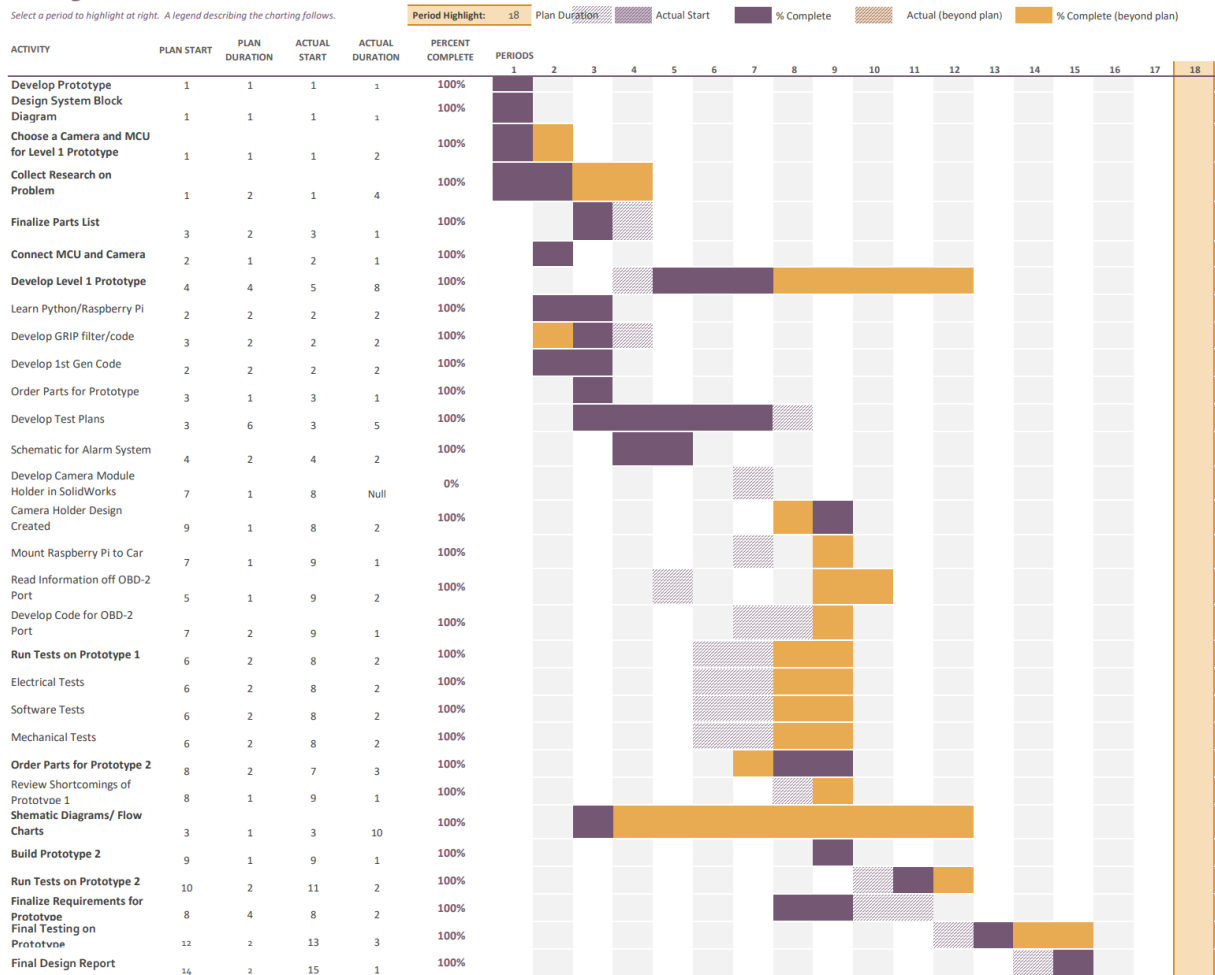 Select a period to highlight at right. A legend describing the charting follows.
Period Highlight: 18 Plan Duration Actual Start % Complete Actual (beyond plan) % Complete (beyond plan)
ACTIVITY PLAN START PLAN DURATION ACTUAL START ACTUAL DURATION PERCENT COMPLETE PERIODS
1 2 3 4 5 6 7 8 9 10 11 12 13 14 15 16 17 18
Develop Prototype 1 1 1 1 100%
Design System Block
Diagram 1 1 1 1 100%
Choose a Camera and MCU
for Level 1 Prototype 1 1 1 2 100%
Collect Research on
Problem 1 2 1 4 100%
Finalize Parts List 3 2 3 1 100%
Connect MCU and Camera 2 1 2 1 100%
Develop Level 1 Prototype 4 4 5 8 100%
Learn Python/Raspberry Pi 2 2 2 2 100%
Develop GRIP filter/code 3 2 2 2 100%
Develop 1st Gen Code 2 2 2 2 100%
Order Parts for Prototype 3 1 3 1 100%
Develop Test Plans 3 6 3 5 100%
Schematic for Alarm System 4 2 4 2 100%
Develop Camera Module
Holder in SolidWorks 7 1 8 Null 0%
Camera Holder Design
Created 9 1 8 2 100%
Mount Raspberry Pi to Car 7 1 9 1 100%
Read Information off OBD-2
Port 5 1 9 2 100%
Develop Code for OBD-2
Port 7 2 9 1 100%
Run Tests on Prototype 1 6 2 8 2 100%
Electrical Tests 6 2 8 2 100%
Software Tests 6 2 8 2 100%
Mechanical Tests 6 2 8 2 100%
Order Parts for Prototype 2 8 2 7 3 100%
Review Shortcomings of
Prototype 1 8 1 9 1 100%
Shematic Diagrams/ Flow
Charts 3 1 3 10 100%
Build Prototype 2 9 1 9 1 100%
Run Tests on Prototype 2 10 2 11 2 100%
Finalize Requirements for
Prototype 8 4 8 2 100%
Final Testing on
Prototype 12 2 13 3 100%
Final Design Report 14 2 15 1 100%